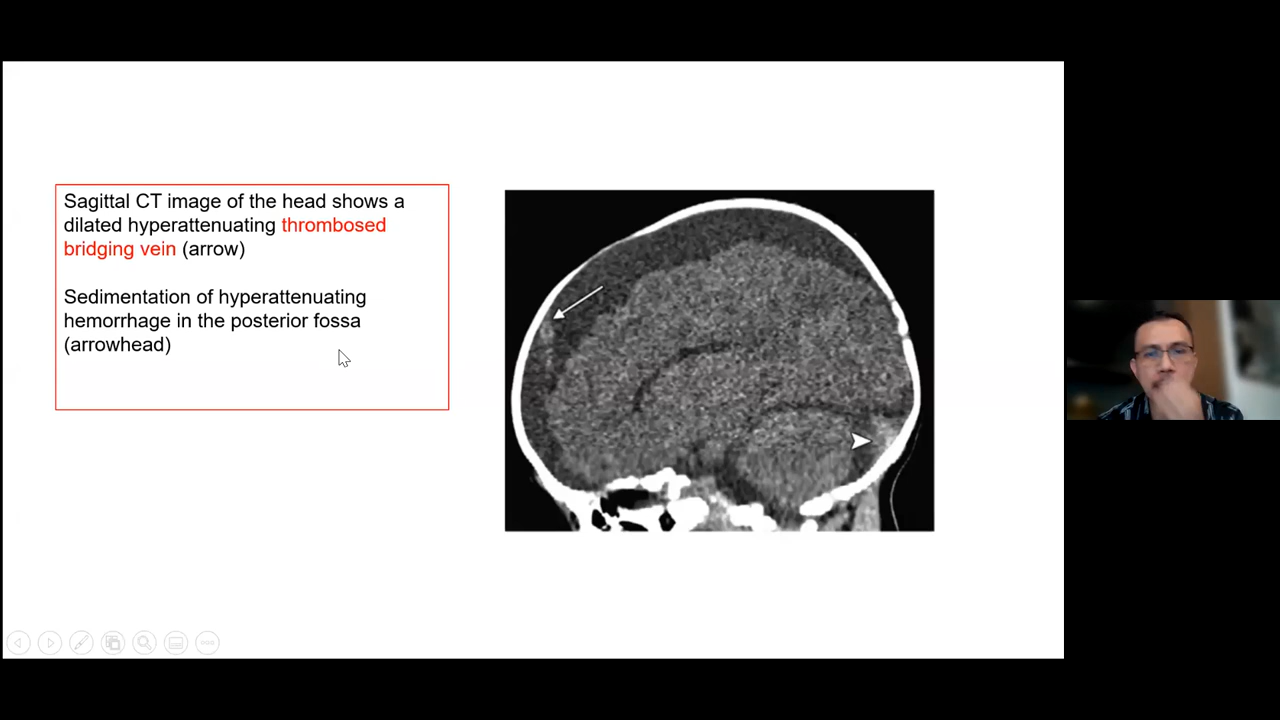 Sagittal CT image of the head shows a
dilated hyperattenuating thrombosed
bridging vein (arrow)
Sedimentation of hyperattenuating
hemorrhage in the posterior fossa
(arrowhead)